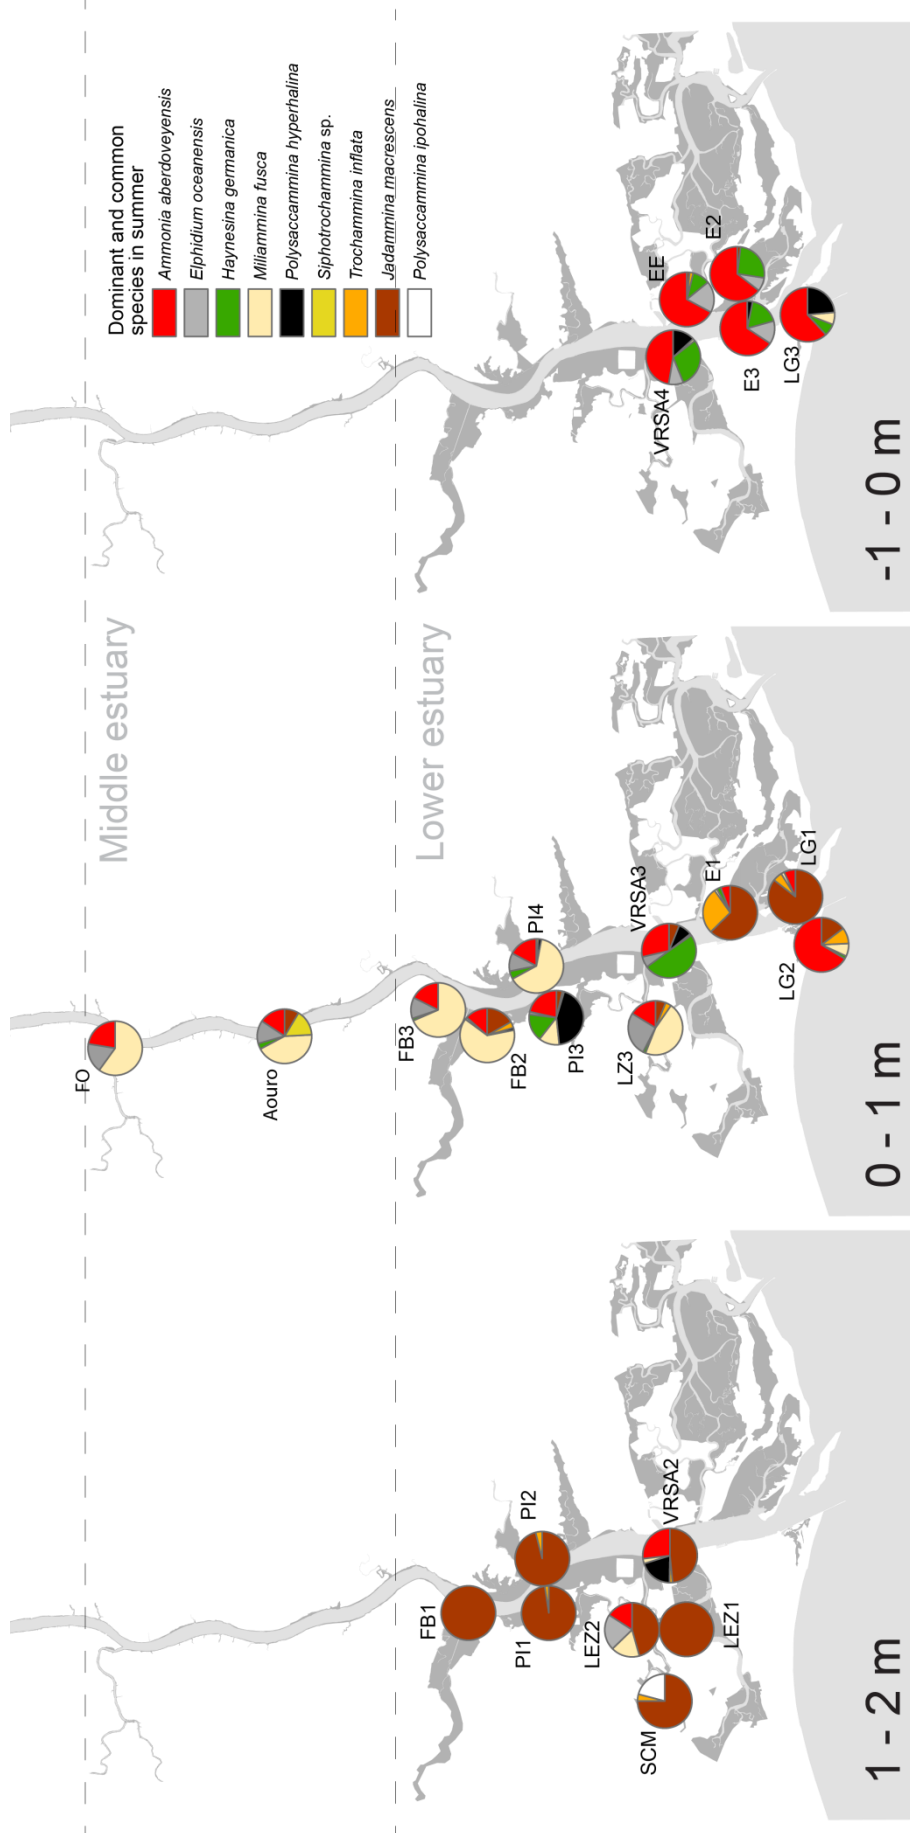 Dominant and common
species in summer
Ammonia aberdoveyensis
Elphidium oceanensis
Haynesina germanica
Miliammina fusca
Polysaccammina hyperhalina
Siphotrochammina sp.
Trochammina inflata
Jadammina macrescens
Polysaccammina ipohalina
Middle estuary
Lower estuary
FB1
PI2
PI1
LEZ2
VRSA2
LEZ1
SCM
1 - 2 m
FO
Aouro
FB3
FB2
PI4
PI3
VRSA3
LZ3
E1
LG1
LG2
0 - 1 m
EE
E2
VRSA4
E3
LG3
-1 - 0 m